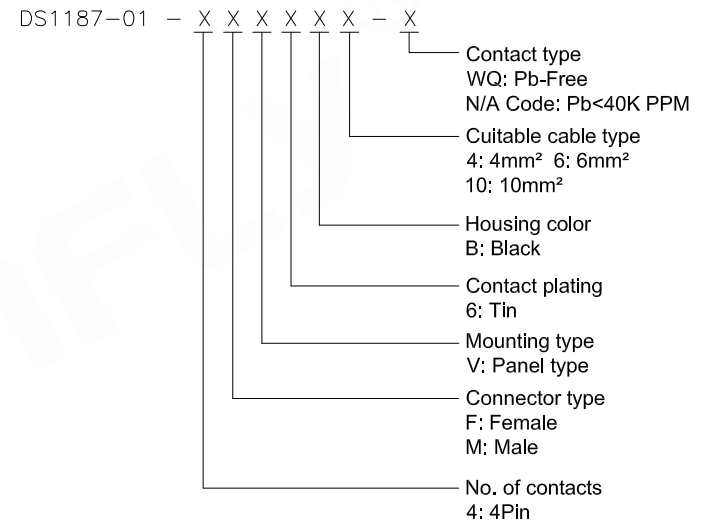 DS1187-01 - X X X X X X - X
Contact type
WQ: Pb-Free
N/A Code: Pb<40K PPM
Cuitable cable type
4: 4mm² 6: 6mm²
10: 10mm²
Housing color
B: Black
Contact plating
6: Tin
Mounting type
V: Panel type
Connector type
F: Female
M: Male
No. of contacts
4: 4Pin